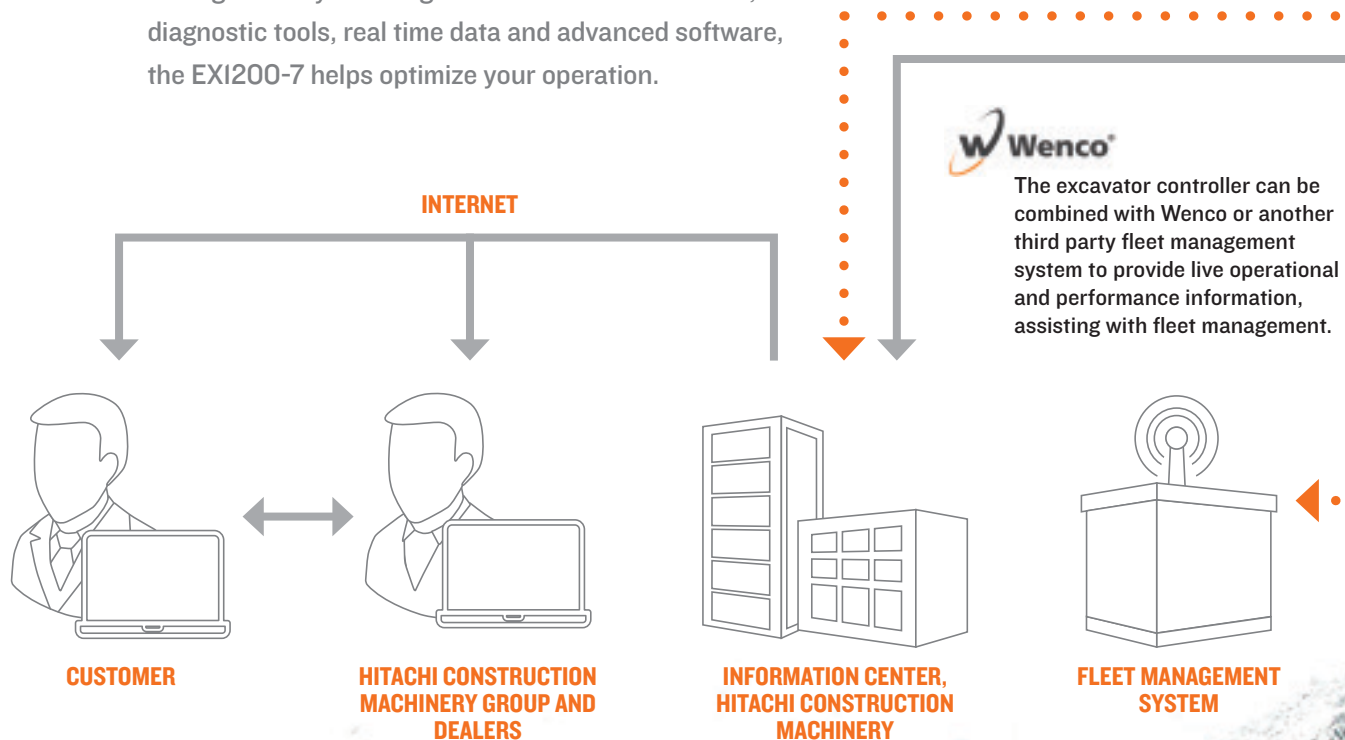 diagnostic tools, real time data and advanced software,
the EX1200-7 helps optimize your operation.
Wenco®
The excavator controller can be
combined with Wenco or another
third party fleet management
system to provide live operational
and performance information,
assisting with fleet management.
INTERNET
CUSTOMER
HITACHI CONSTRUCTION
MACHINERY GROUP AND
DEALERS
INFORMATION CENTER,
HITACHI CONSTRUCTION
MACHINERY
FLEET MANAGEMENT
SYSTEM